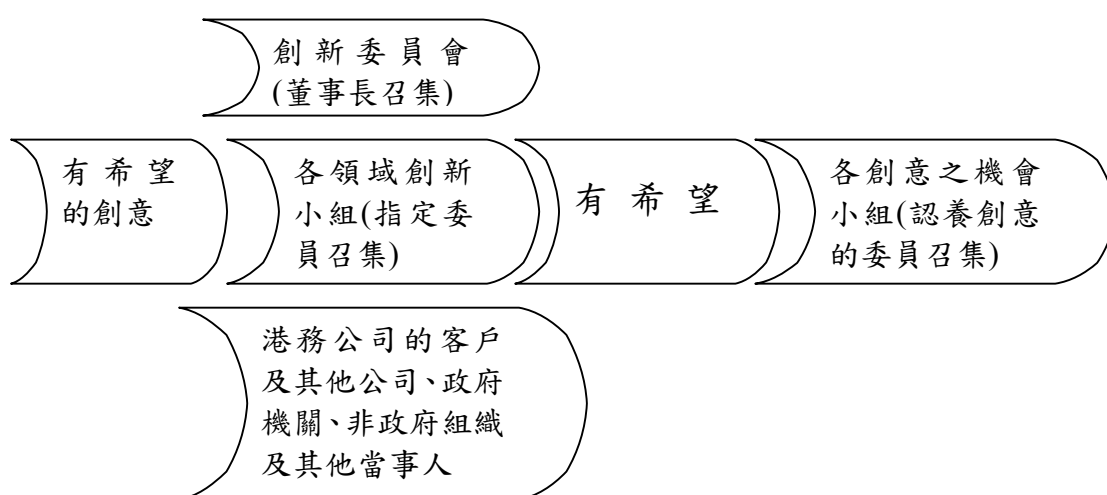 創新委員會
(董事長召集)
有希望
的創意
各領域創新
小組(指定委
員召集)
有希望
各創意之機會
小組(認養創意
的委員召集)
港務公司的客戶
及其他公司、政府
機關、非政府組織
及其他當事人